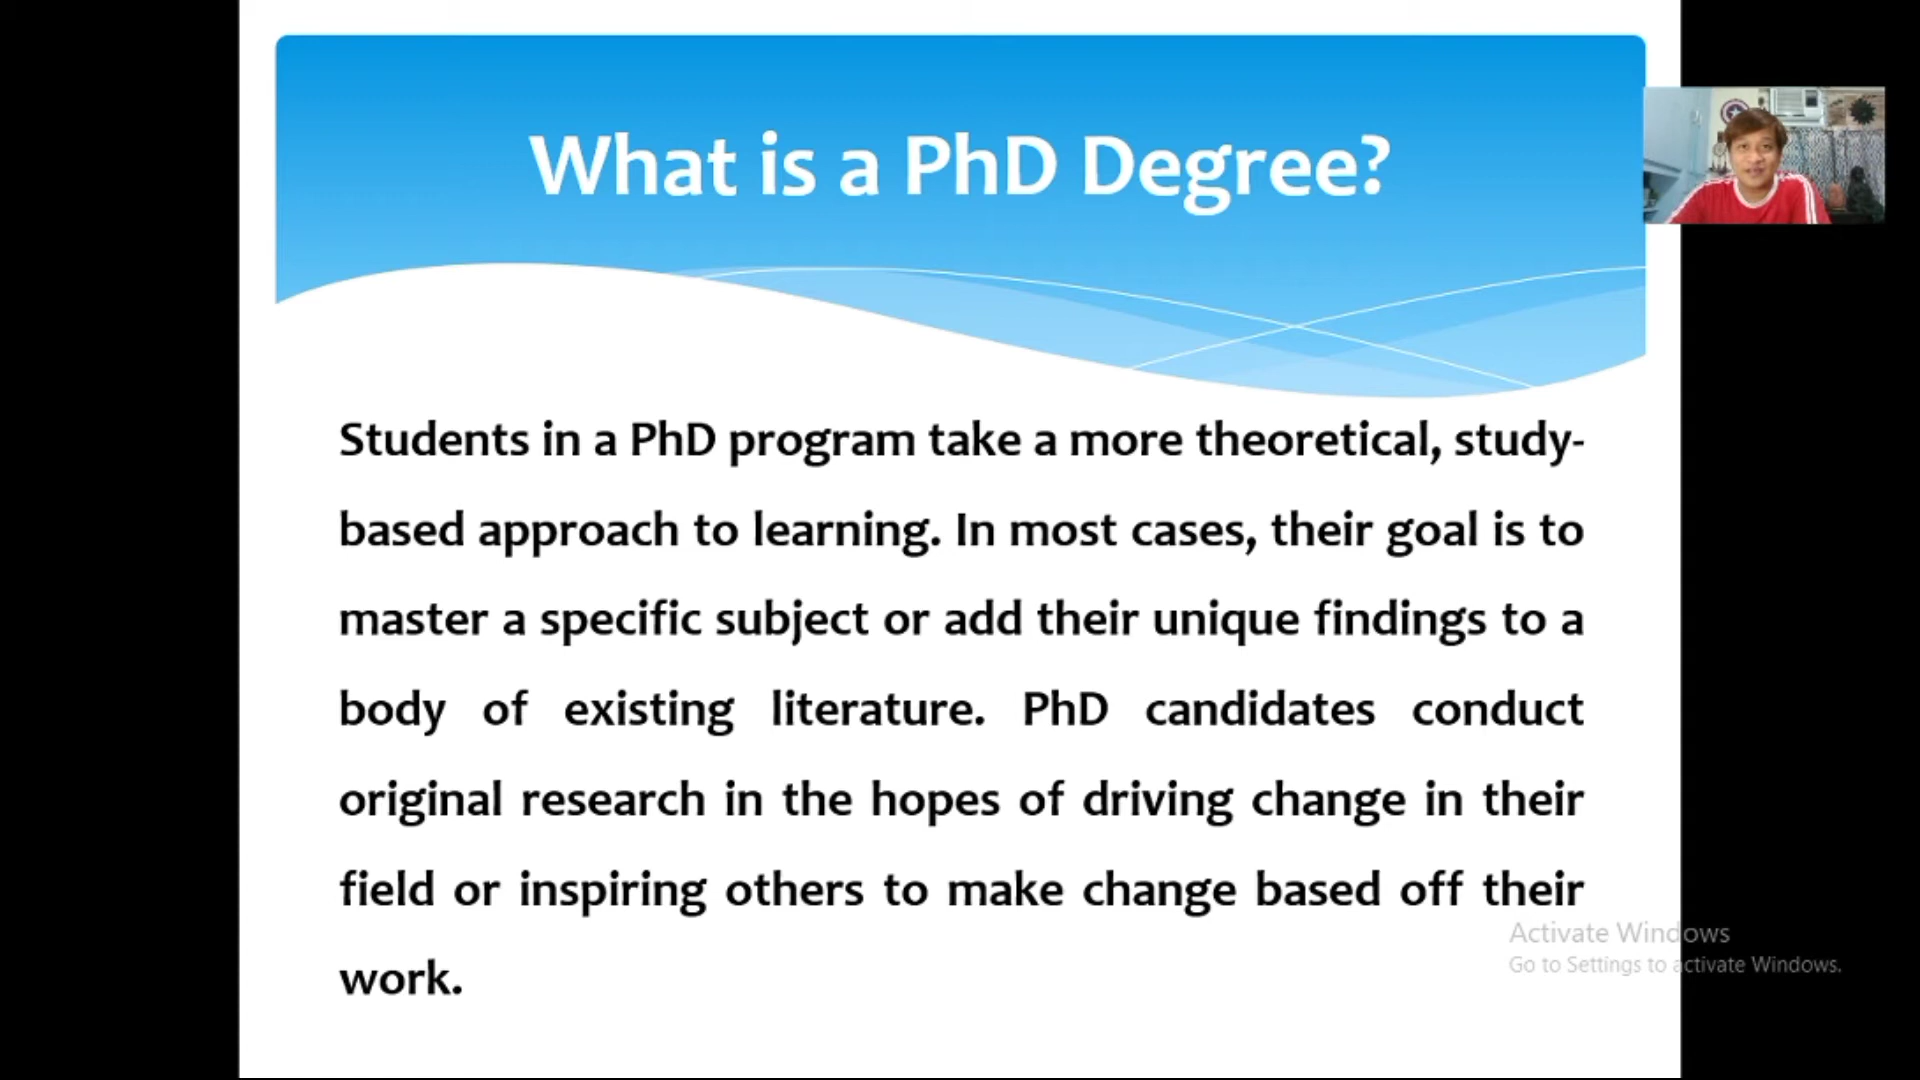 What is a PhD Degree?
Students in a PhD program take a more theoretical, study-
based approach to learning. In most cases, their goal is to
master a specific subject or add their unique findings to a
body of existing literature. PhD candidates conduct
original research in the hopes of driving change in their
field or inspiring others to make change based off their
work.
Activate Windows
Go to Settings to activate Windows.